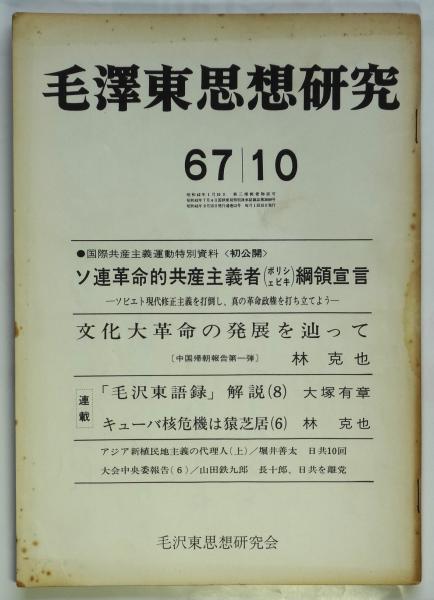 毛澤東思想研究
67|10
●国際共産主義運動特別資料〈初公開〉
ソ連革命的共産主義者(ボリシェビキ)綱領宣言
―ソビエト現代修正主義を打倒し、真の革命政権を打ち立てよう―
文化大革命の発展を辿って
〔中国帰朝報告第一弾〕 林克也
連載
「毛沢東語録」解説(8) 大塚有章
キューバ核危機は猿芝居(6) 林克也
アジア新植民地主義の代理人(上)/堀井善太 日共10回
大会中央委報告(6)/山田鉄九郎 長十郎、日共を離党
毛沢東思想研究会